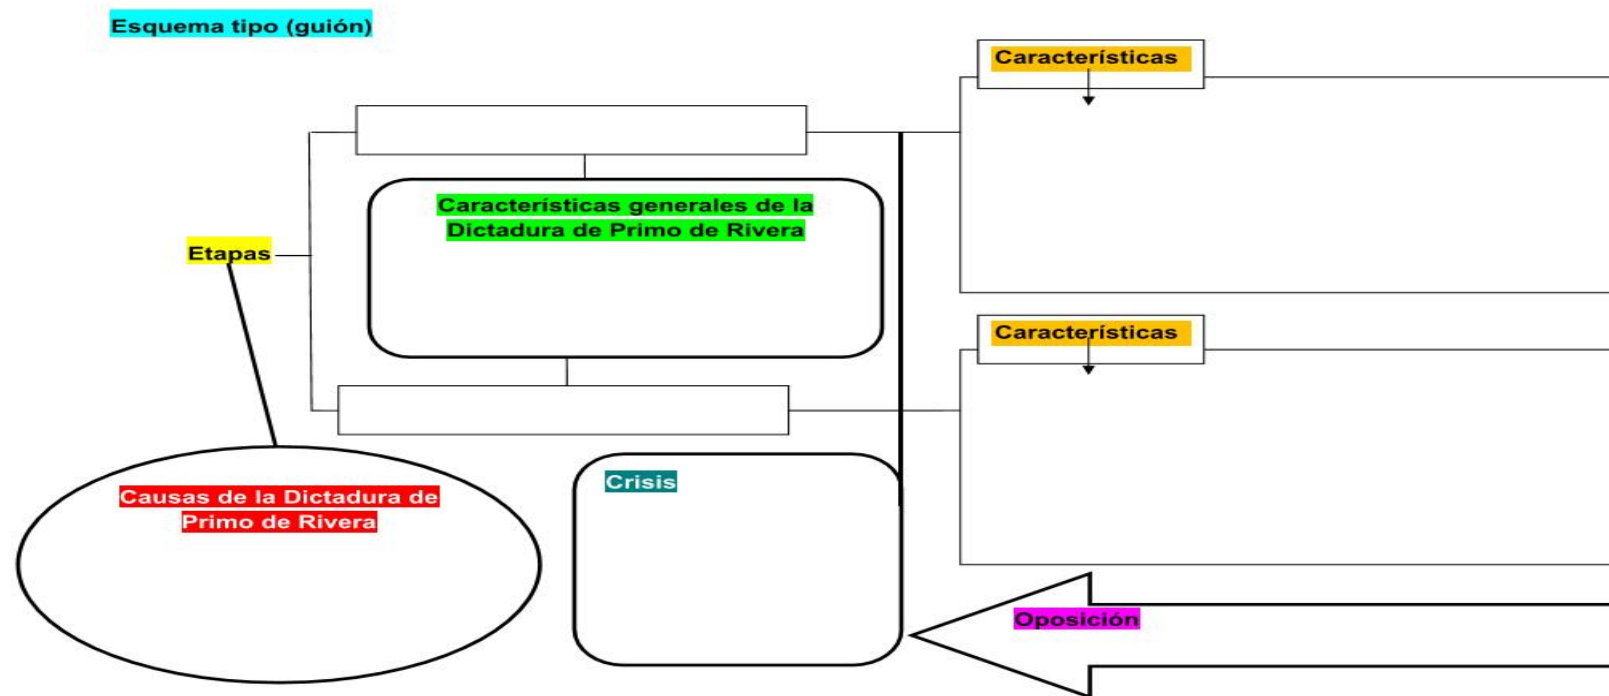 Esquema tipo (guión)
Características
Características generales de la
Dictadura de Primo de Rivera
Etapas
Características
Causas de la Dictadura de
Primo de Rivera
Crisis
Oposición